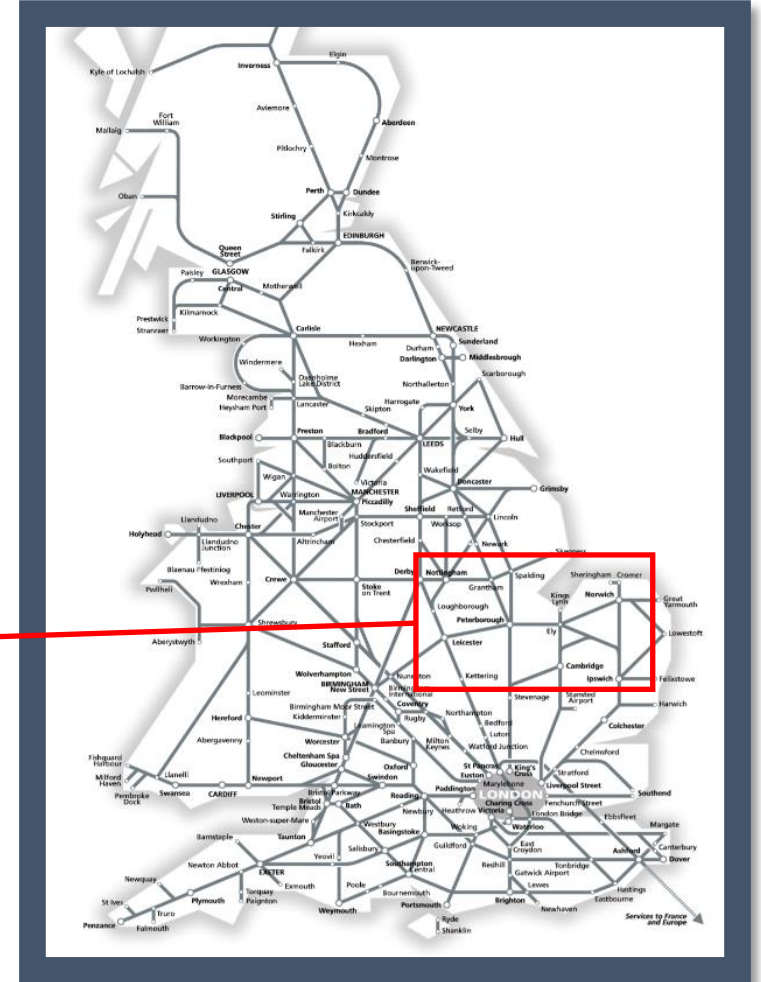 Elgin
Inverness
Kyle of Lochalsh
Aviemore
Fort
William
Mallaig
Aberdeen
Pitlochry
Montrose
Perth
Dundee
Oban
Stirling
Kirkcaldy
EDINBURGH
Queen
Street
Falkirk
Berwick-
upon-Tweed
Paisley
GLASGOW
Central
Motherwell
Prestwick
Kilmarnock
Stranraer
Carlisle
NEWCASTLE
Workington
Hexham
Sunderland
Durham
Darlington
Middlesbrough
Windermere
Scarborough
Oxenholme
Lake District
Barrow-in-Furness
Northallerton
Morecambe
Heysham Port
Lancaster
Harrogate
York
Skipton
Blackpool
Preston
Bradford
Selby
Hull
Blackburn
LEEDS
Huddersfield
Southport
Bolton
Wakefield
Wigan
Victoria
Doncaster
Grimsby
LIVERPOOL
Warrington
MANCHESTER
Piccadilly
Manchester
Airport
Sheffield
Retford
Lincoln
Llandudno
Stockport
Worksop
Holyhead
Chester
Llandudno
Junction
Altrincham
Chesterfield
Newark
Skegness
Blaenau Ffestiniog
Derby
Nottingham
Spalding
Sheringham
Cromer
Pwllheli
Wrexham
Crewe
Stoke
on Trent
Grantham
Kings
Lynn
Norwich
Great
Yarmouth
Loughborough
Peterborough
Shrewsbury
Ely
Lowestoft
Aberystwyth
Stafford
Leicester
Cambridge
Wolverhampton
Nuneaton
Kettering
Ipswich
Felixstowe
BIRMINGHAM
New Street
Birmingham
International
Leominster
Stevenage
Stansted
Airport
Harwich
Birmingham Moor Street
Coventry
Hereford
Kidderminster
Rugby
Northampton
Colchester
Leamington
Spa
Bedford
Abergavenny
Worcester
Banbury
Milton
Keynes
Luton
Watford Junction
Chelmsford
Cheltenham Spa
Gloucester
Fishguard
Harbour
Oxford
St Pancras
Euston
King's
Cross
Stratford
Milford
Haven
Llanelli
Newport
Swindon
Marylebone
Liverpool Street
Pembroke
Dock
Swansea
CARDIFF
Bristol Parkway
Reading
Paddington
LONDON
Southend
Bristol
Temple Meads
Bath
Newbury
Heathrow
Victoria
Charing Cross
Fenchurch Street
London Bridge
Ebbsfleet
Weston-super-Mare
Westbury
Basingstoke
Woking
Waterloo
Margate
Barnstaple
Taunton
Salisbury
Guildford
East
Croydon
Canterbury
Yeovil
Ashford
Dover
Newton Abbot
EXETER
Southampton
Central
Redhill
Tonbridge
Gatwick Airport
Newquay
Exmouth
Poole
Lewes
Hastings
St Ives
Plymouth
Torquay
Paignton
Bournemouth
Eastbourne
Truro
Weymouth
Portsmouth
Brighton
Newhaven
Penzance
Falmouth
Ryde
Shanklin
Services to France
and Europe